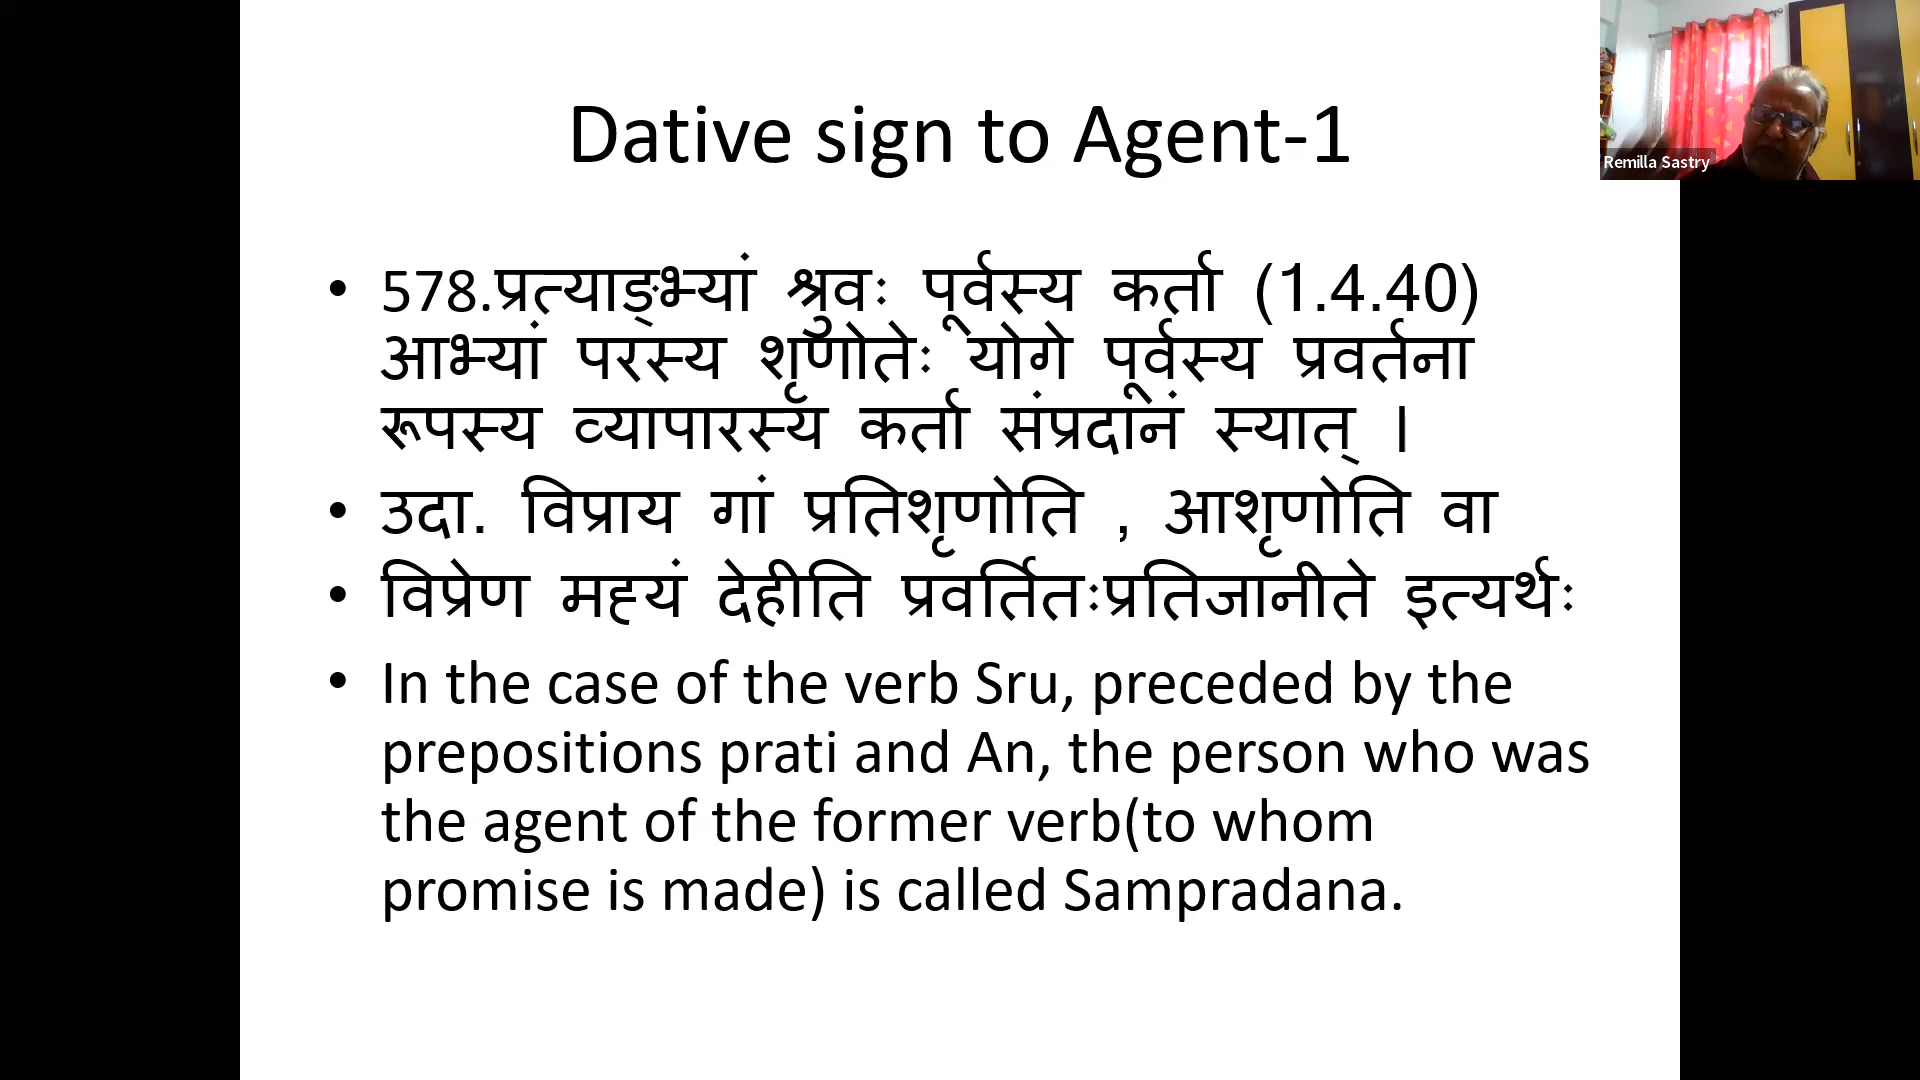 Dative sign to Agent-1
Remilla Sastry
• 578.प्रत्याङ्भ्यां श्रुवः पूर्वस्य कर्ता (1.4.40)
आभ्यां परस्य शृणोतेः योगे पूर्वस्य प्रवर्तना
रूपस्य व्यापारस्य कर्ता संप्रदानं स्यात् ।
• उदा. विप्राय गां प्रतिशृणोति , आशृणोति वा
• विप्रेण मह्यं देहीति प्रवर्तितःप्रतिजानीते इत्यर्थः
• In the case of the verb Sru, preceded by the
prepositions prati and An, the person who was
the agent of the former verb(to whom
promise is made) is called Sampradana.